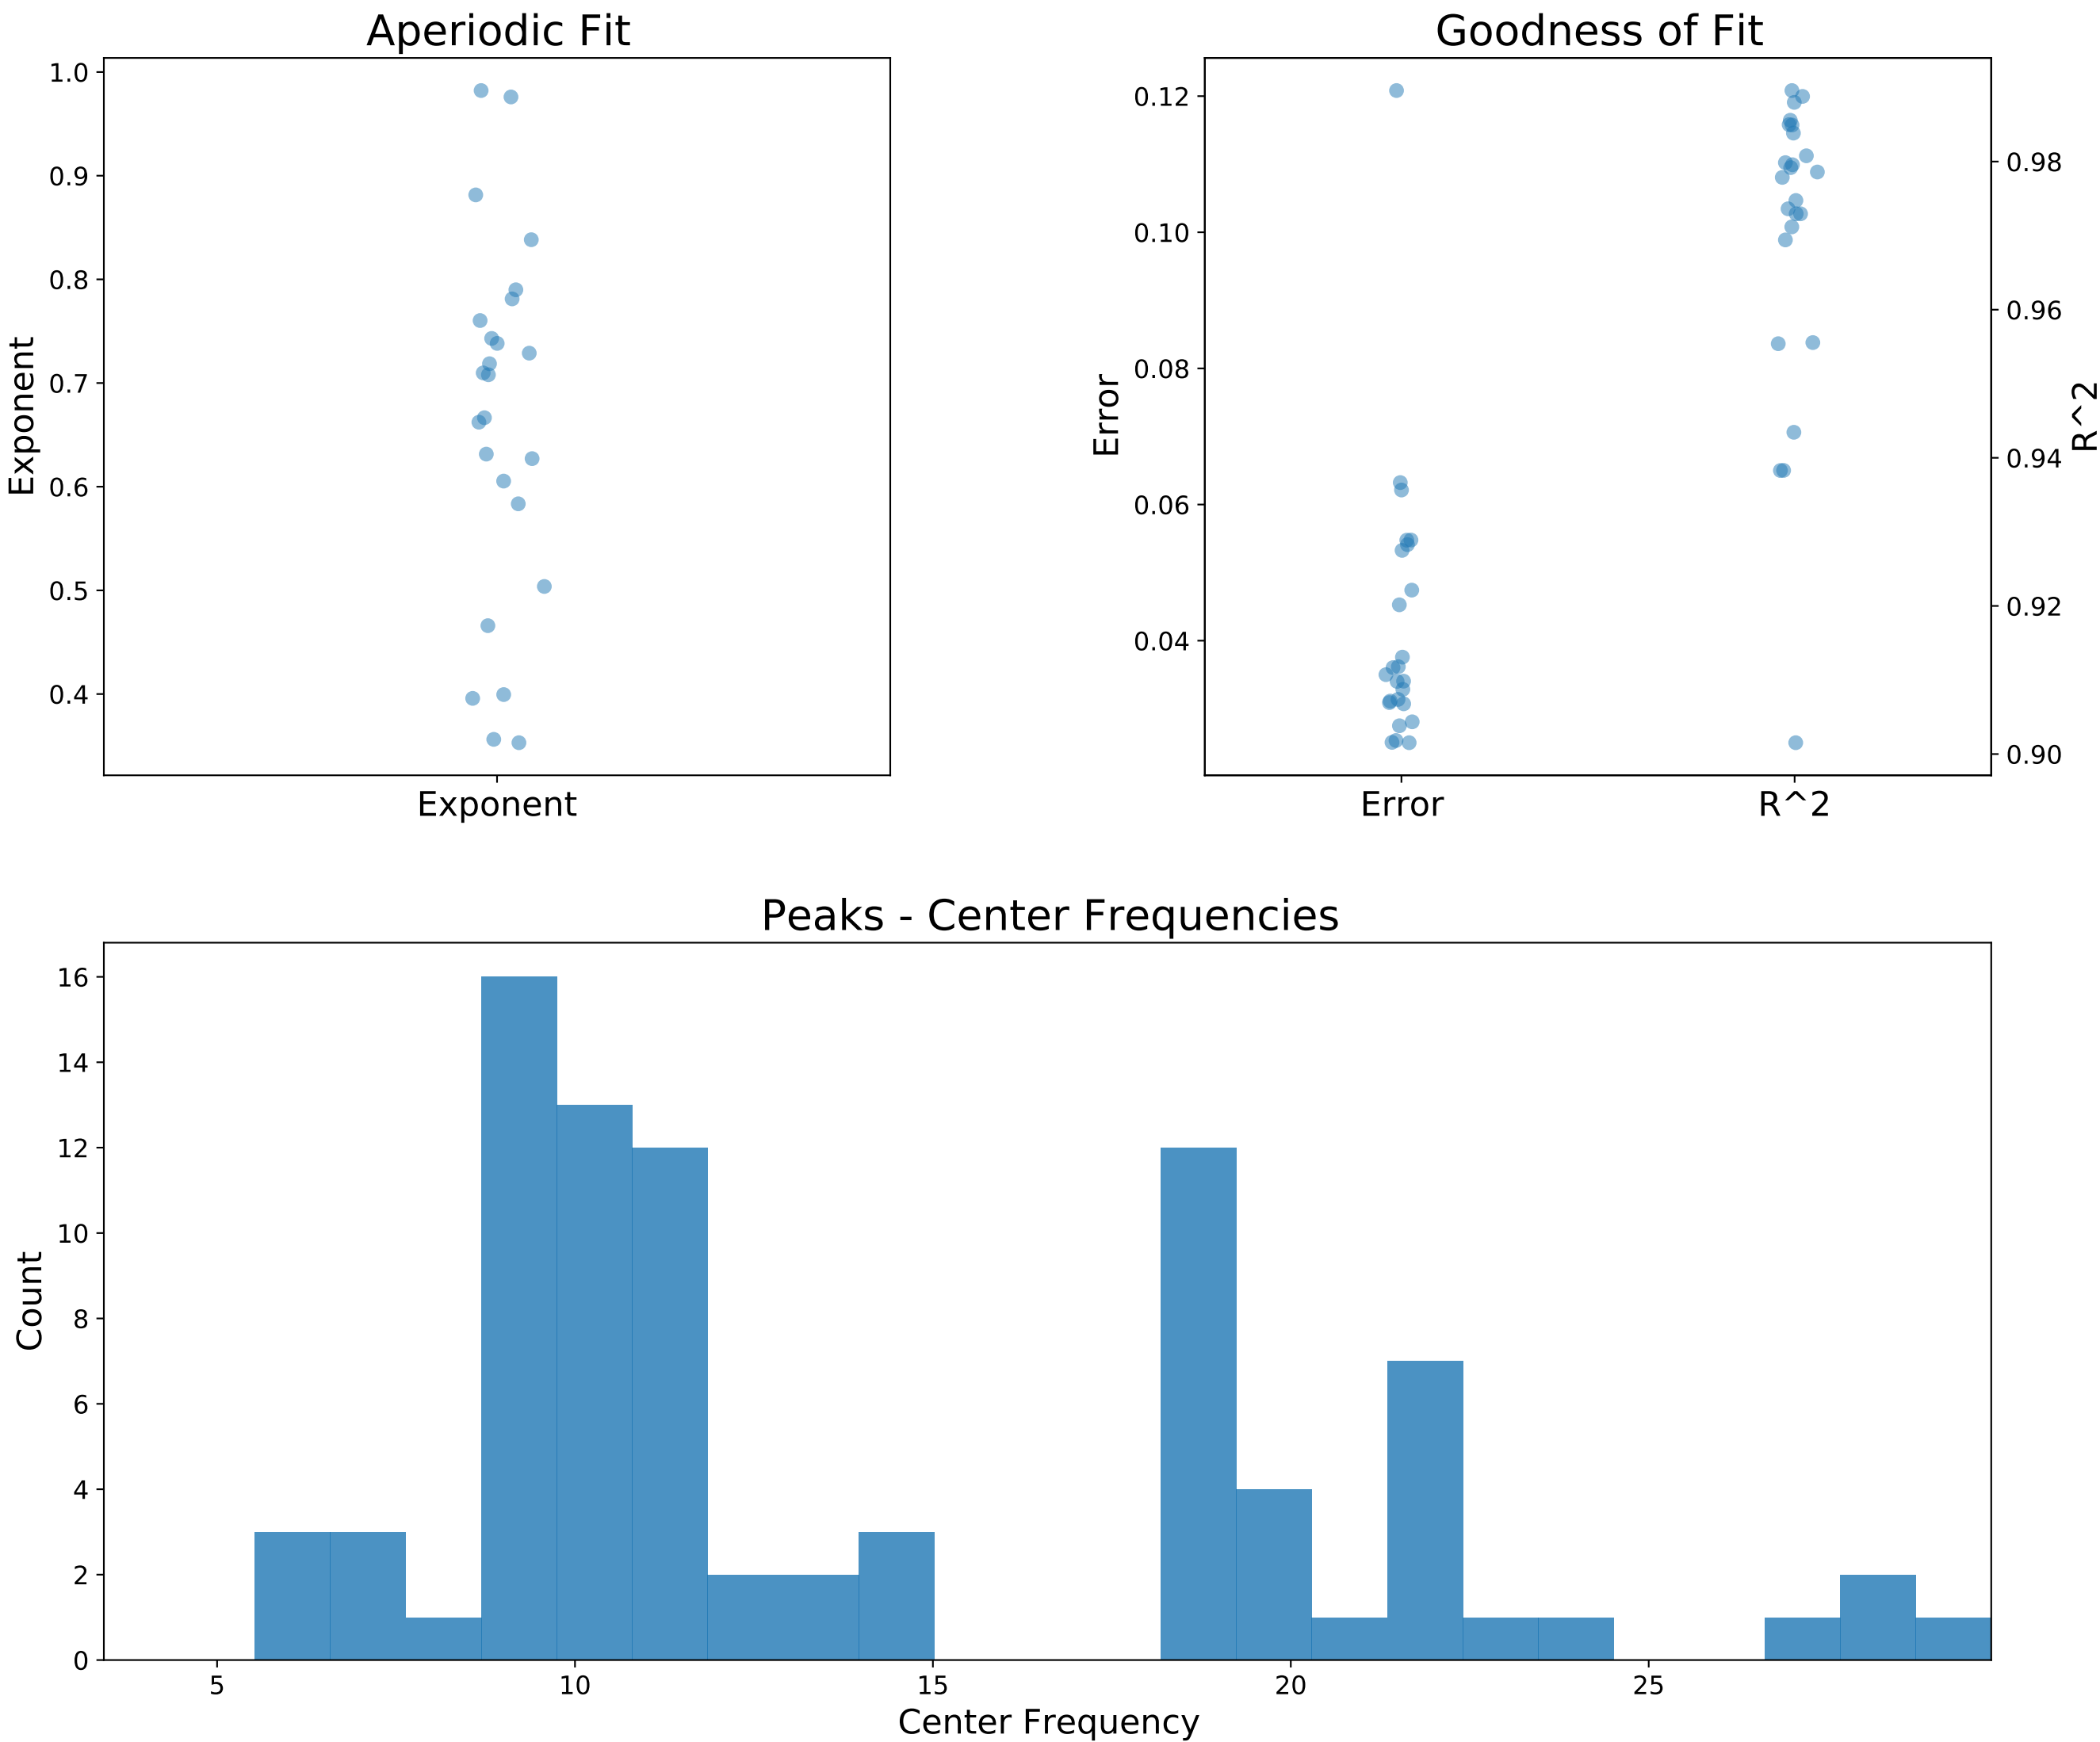 Aperiodic Fit
1.0
0.9
0.8
0.7
0.6
0.5
0.4
Exponent
Exponent
Goodness of Fit
0.12
0.10
0.08
0.06
0.04
Error
0.98
0.96
0.94
0.92
0.90
R^2
Error R^2
Peaks - Center Frequencies
16
14
12
10
8
6
4
2
0
Count
5 10 15 20 25
Center Frequency